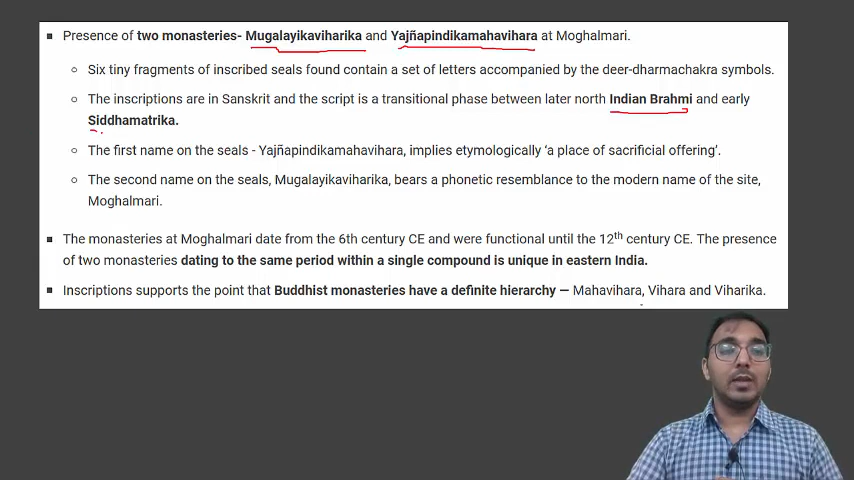 Presence of two monasteries- Mugalayikaviharika and Yajñapindikamahavihara at Moghalmari.
Six tiny fragments of inscribed seals found contain a set of letters accompanied by the deer-dharmachakra symbols.
The inscriptions are in Sanskrit and the script is a transitional phase between later north Indian Brahmi and early
Siddhamatrika.
The first name on the seals - Yajñapindikamahavihara, implies etymologically ‘a place of sacrificial offering’.
The second name on the seals, Mugalayikaviharika, bears a phonetic resemblance to the modern name of the site,
Moghalmari.
The monasteries at Moghalmari date from the 6th century CE and were functional until the 12th century CE. The presence
of two monasteries dating to the same period within a single compound is unique in eastern India.
Inscriptions supports the point that Buddhist monasteries have a definite hierarchy — Mahavihara, Vihara and Viharika.